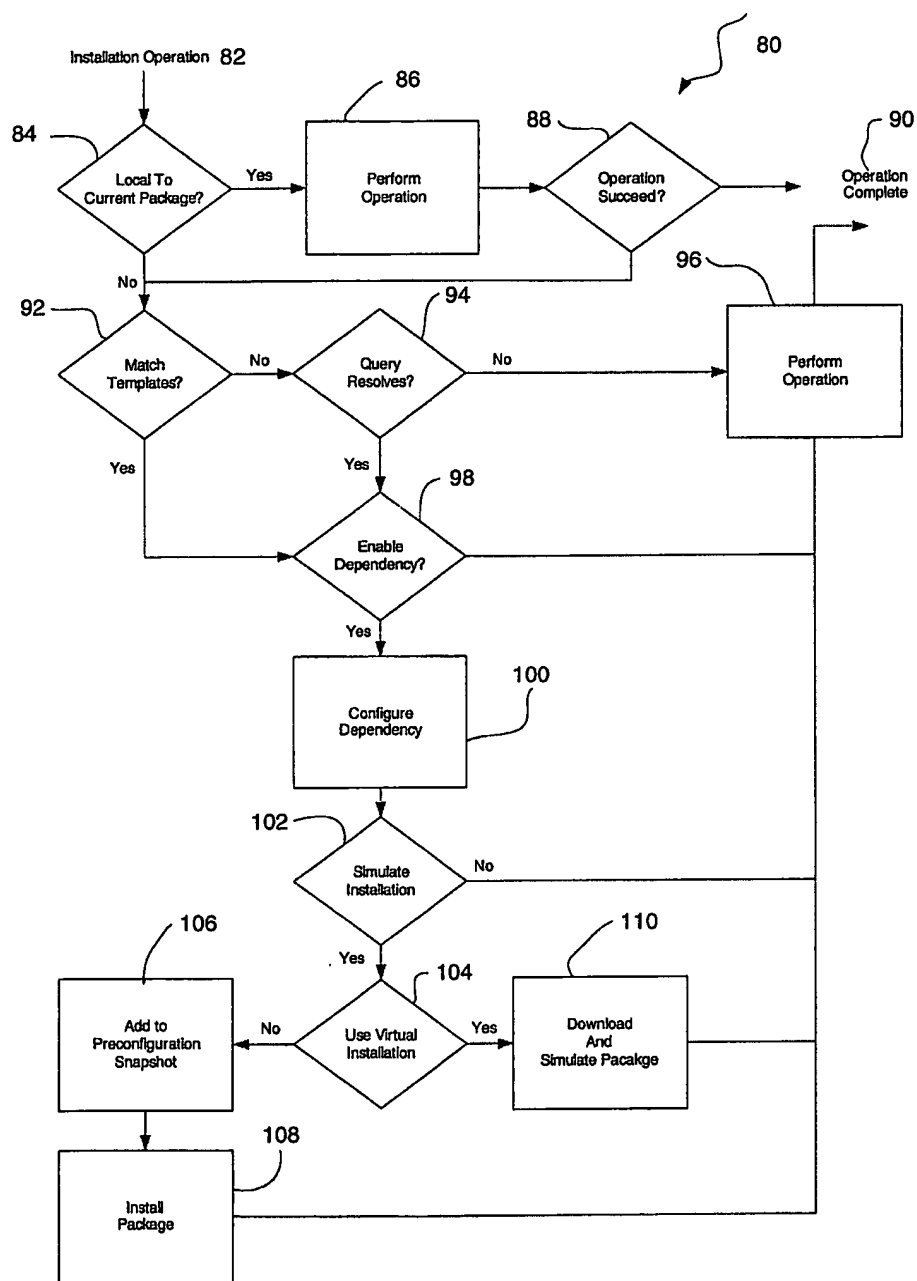 Installation Operation 82
80
86
88
90
84
Local To
Current Package?
Yes
Perform
Operation
Operation
Succeed?
Operation
Complete
No
92
94
96
Match
Templates?
No
Query
Resolves?
No
Perform
Operation
Yes
Yes
98
Enable
Dependency?
Yes
100
Configure
Dependency
102
Simulate
Installation
No
106
Yes
104
110
Add to
Preconfiguration
Snapshot
No
Use Virtual
Installation
Yes
Download
And
Simulate Pacakge
108
Install
Package